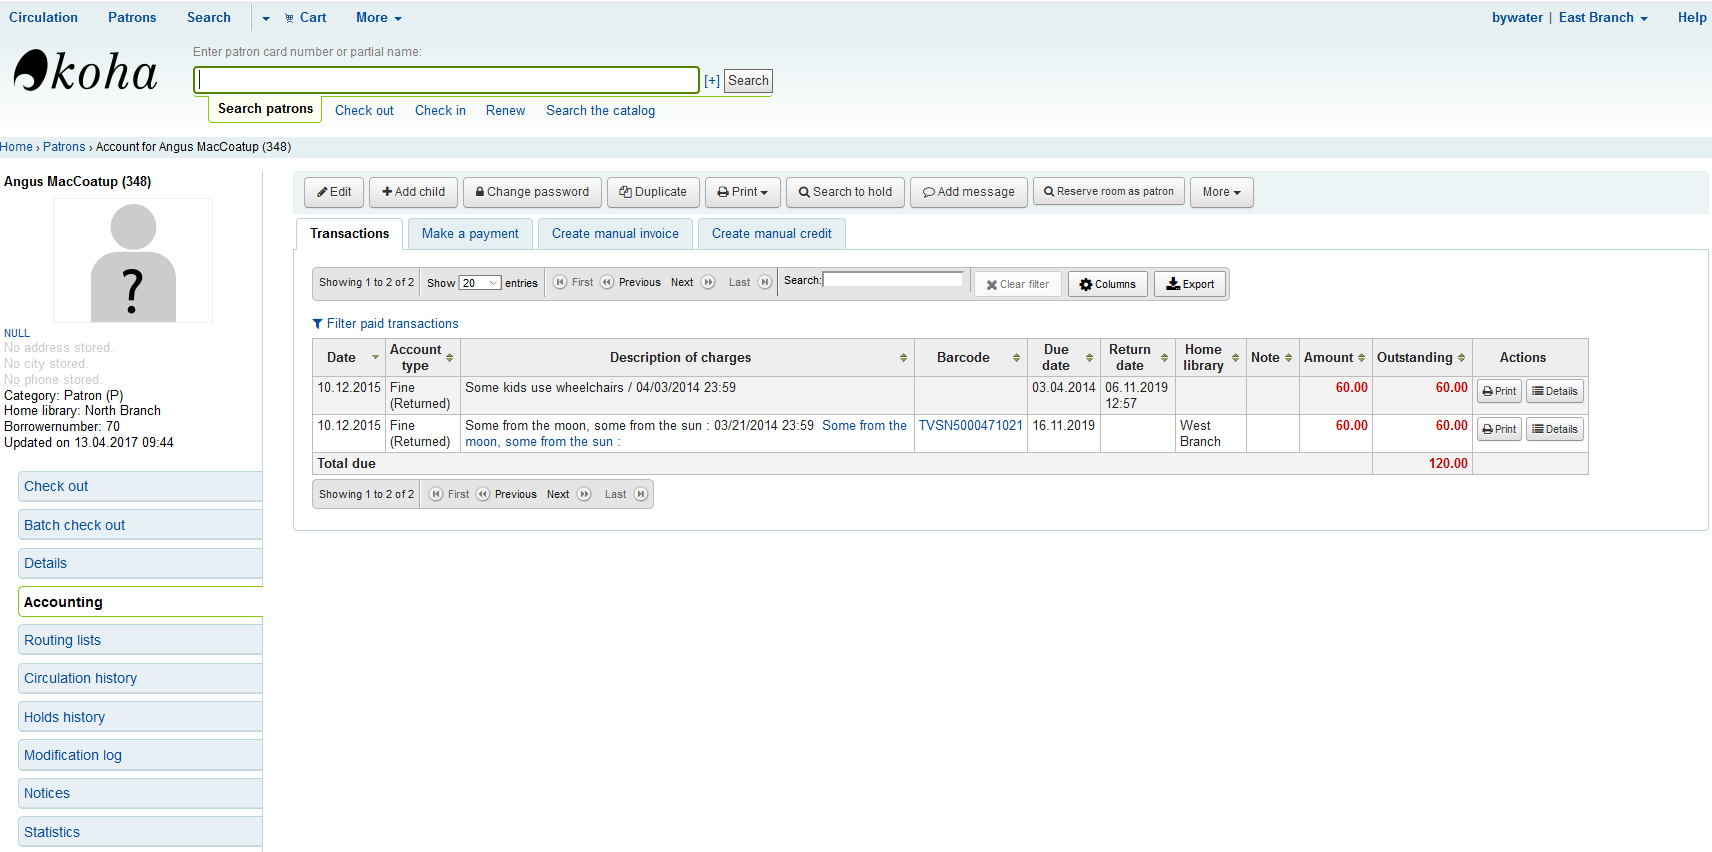 Circulation Patrons Search Cart More bywater | East Branch Help
koha
Enter patron card number or partial name:
[+] Search
Search patrons Check out Check in Renew Search the catalog
Home › Patrons › Account for Angus MacCoatup (348)
Angus MacCoatup (348)
?
NULL
No address stored.
No city stored.
No phone stored.
Category: Patron (P)
Home library: North Branch
Borrowernumber: 70
Updated on 13.04.2017 09:44
Check out
Batch check out
Details
Accounting
Routing lists
Circulation history
Holds history
Modification log
Notices
Statistics
Edit Add child Change password Duplicate Print Search to hold Add message Reserve room as patron More
Transactions Make a payment Create manual invoice Create manual credit
Showing 1 to 2 of 2 Show 20 entries First Previous Next Last Search: Clear filter Columns Export
Filter paid transactions
Date Account type Description of charges Barcode Due date Return date Home library Note Amount Outstanding Actions
10.12.2015 Fine (Returned) Some kids use wheelchairs / 04/03/2014 23:59 03.04.2014 06.11.2019 12:57 60.00 60.00 Print Details
10.12.2015 Fine (Returned) Some from the moon, some from the sun : 03/21/2014 23:59 Some from the moon, some from the sun : TVSN5000471021 16.11.2019 West Branch 60.00 60.00 Print Details
Total due 120.00
Showing 1 to 2 of 2 First Previous Next Last